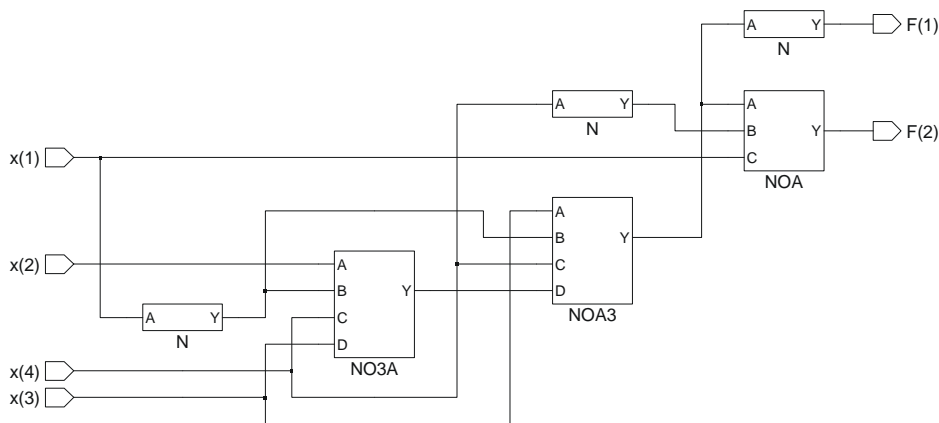 A Y F(1)
N
A Y
N
A
B Y F(2)
C
NOA
x(1)
A
B Y
C
D
NOA3
x(2)
A
B Y
C
D
NO3A
A Y
N
x(4)
x(3)